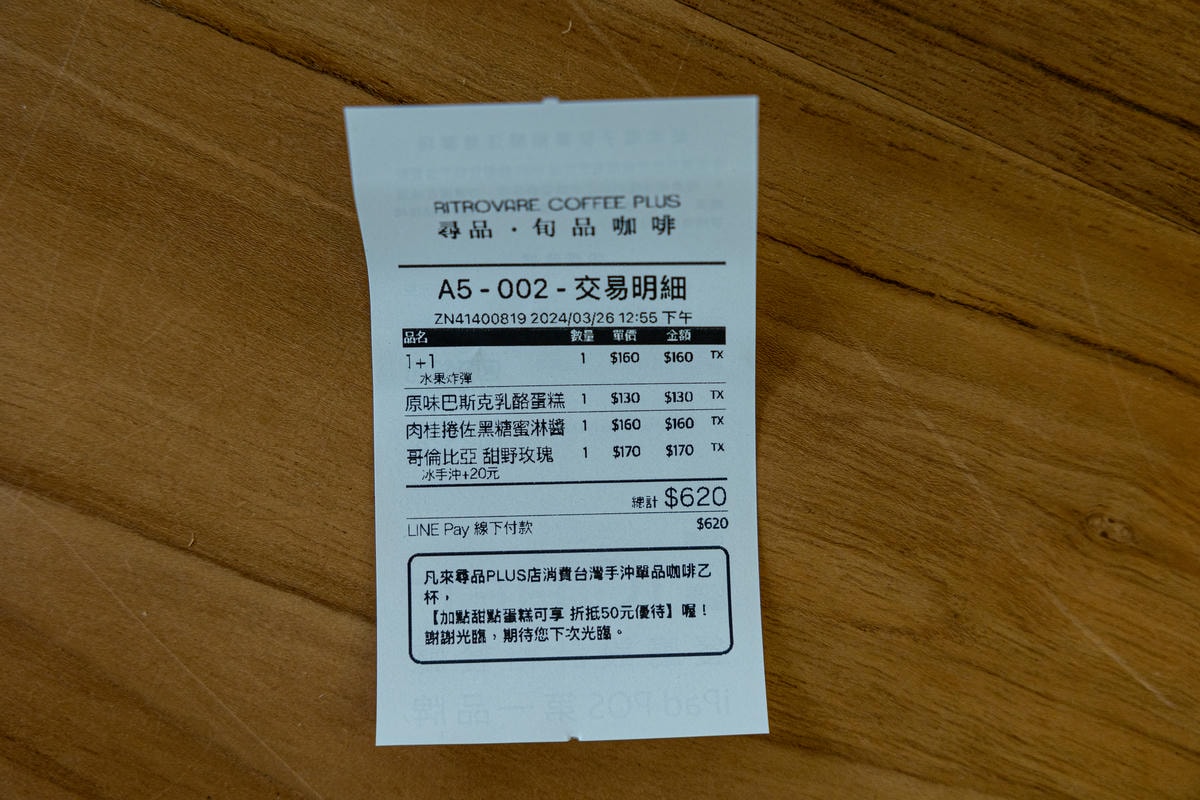 RITROVARE COFFEE PLUS
尋品·旬品咖啡
A5-002-交易明細
ZN41400819 2024/03/26 12:55 下午
品名 數量 單價 金額
1+1 1 $160 $160 TX
水果炸彈
原味巴斯克乳酪蛋糕 1 $130 $130 TX
肉桂捲佐黑糖蜜淋醬 1 $160 $160 TX
哥倫比亞 甜野玫瑰 1 $170 $170 TX
冰手沖+20元
總計 $620
LINE Pay 線下付款 $620
凡來尋品PLUS店消費台灣手沖單品咖啡乙
杯，
【加點甜點蛋糕可享 折抵50元優待】喔！
謝謝光臨，期待您下次光臨。
iPad POS 第一品牌